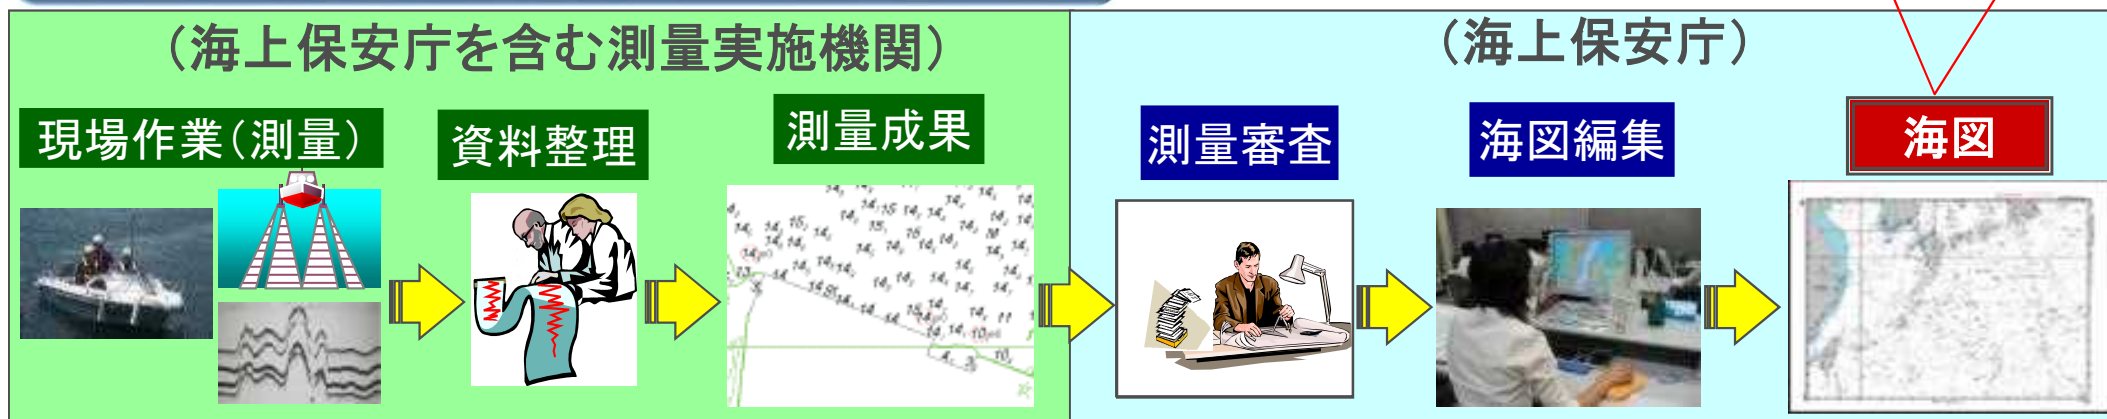 （海上保安庁を含む測量実施機関）
（海上保安庁）
現場作業（測量）
資料整理
測量成果
測量審査
海図編集
海図